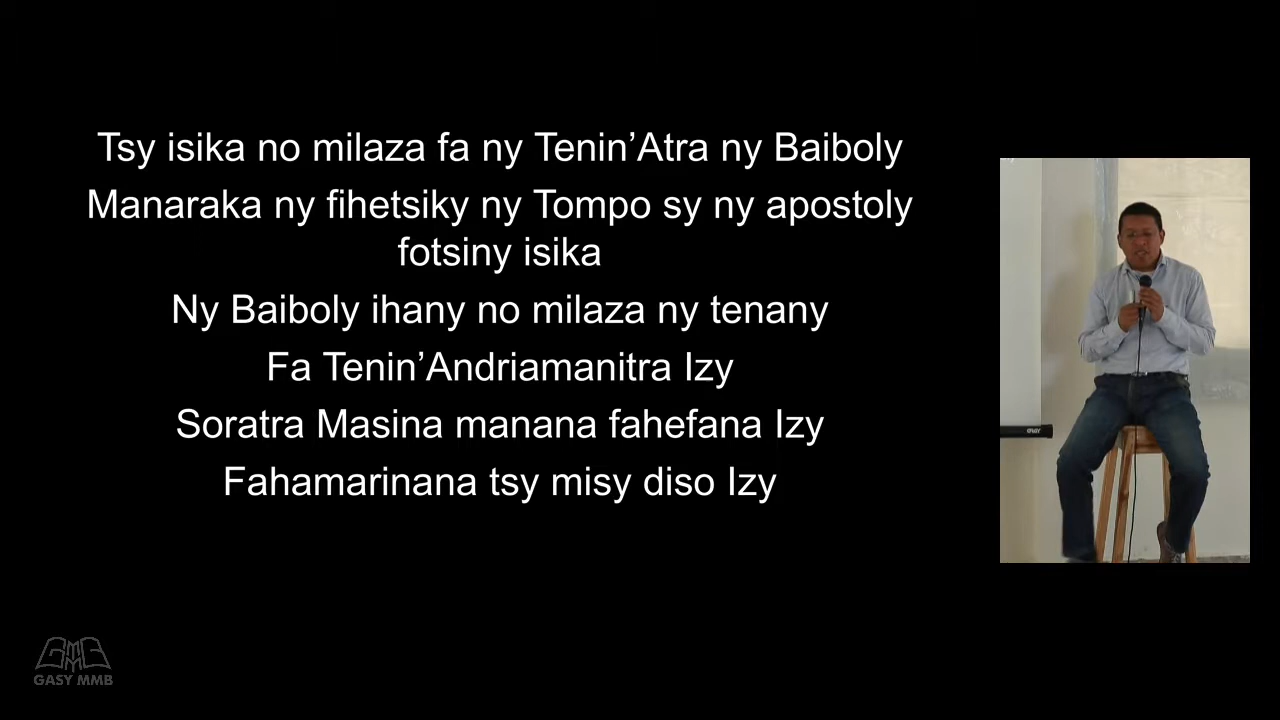 Tsy isika no milaza fa ny Tenin’Atra ny Baiboly
Manaraka ny fihetsiky ny Tompo sy ny apostoly
fotsiny isika
Ny Baiboly ihany no milaza ny tenany
Fa Tenin’Andriamanitra Izy
Soratra Masina manana fahefana Izy
Fahamarinana tsy misy diso Izy
GASY MMB